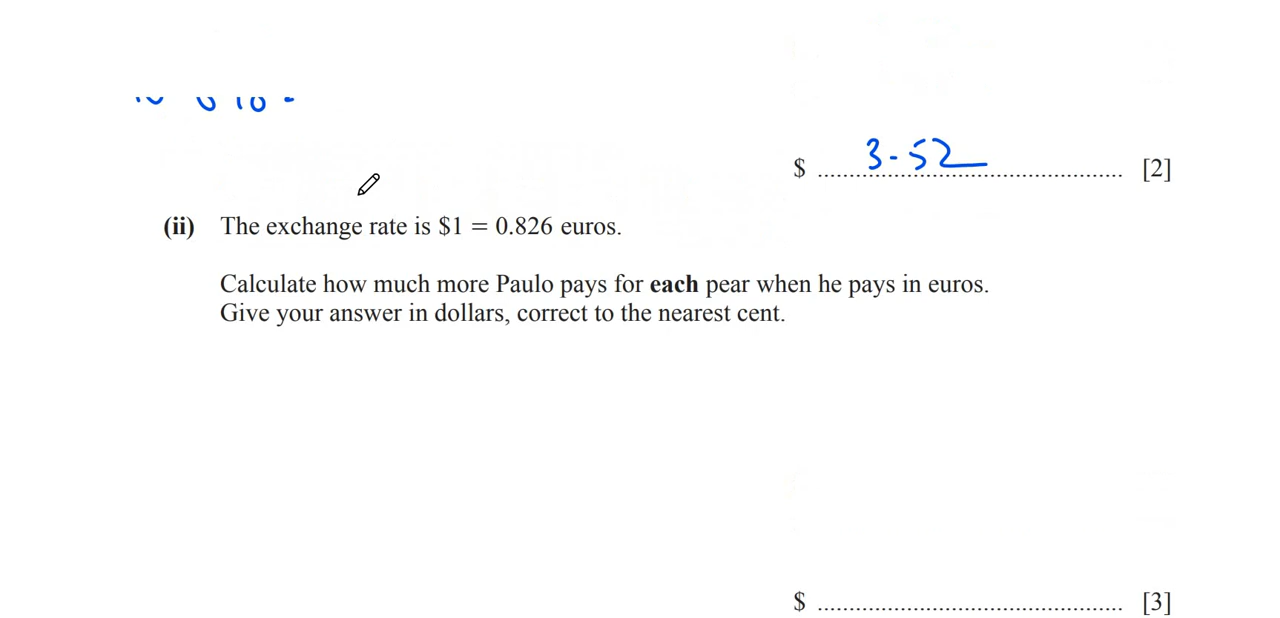 $ 3.52 [2]
(ii) The exchange rate is $1 = 0.826 euros.
Calculate how much more Paulo pays for each pear when he pays in euros.
Give your answer in dollars, correct to the nearest cent.
$ ................................................ [3]